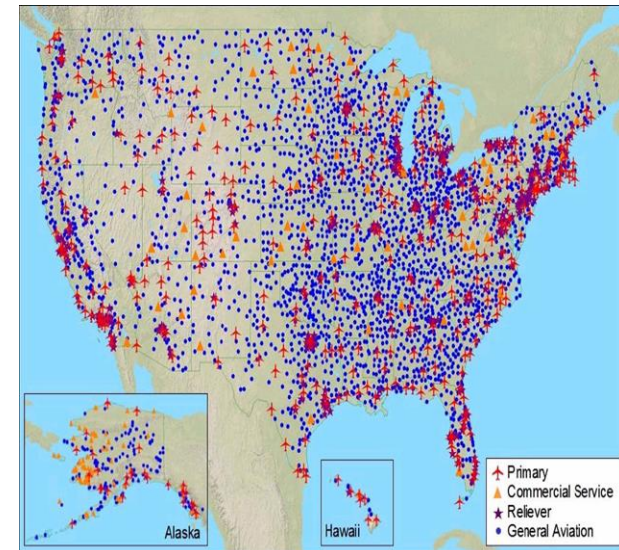 Alaska
Hawaii
Primary
Commercial Service
Reliever
General Aviation